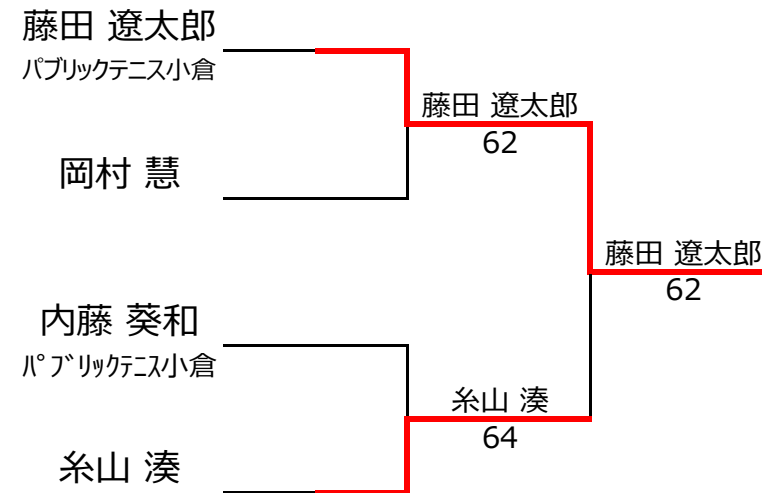 藤田 遼太郎
パブリックテニス小倉
藤田 遼太郎
62
岡村 慧
藤田 遼太郎
62
内藤 葵和
ﾊﾟﾌﾞﾘｯｸﾃﾆｽ小倉
糸山 湊
64
糸山 湊